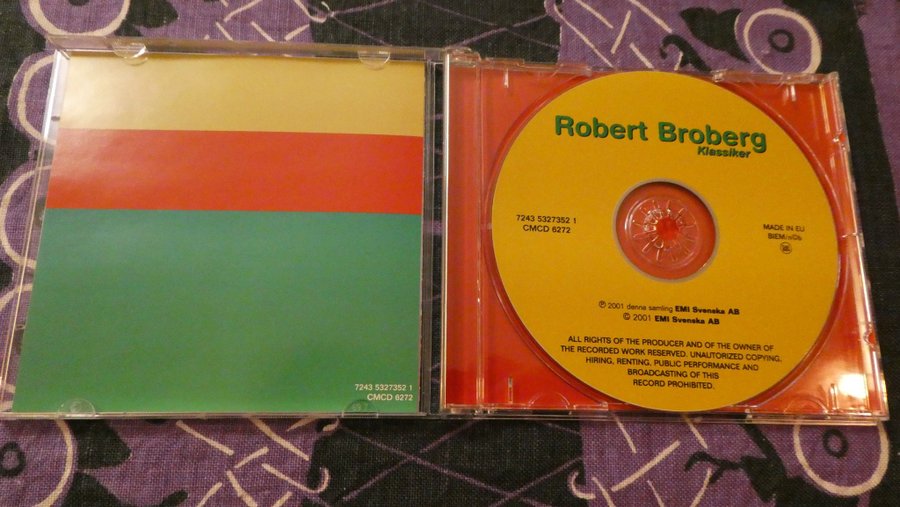 7243 5327352 1
CMCD 6272
Robert Broberg
Klassiker
7243 5327352 1
CMCD 6272
MADE IN EU
BIEM/nCb
℗ 2001 denna samling EMI Svenska AB
© 2001 EMI Svenska AB
ALL RIGHTS OF THE PRODUCER AND OF THE OWNER OF
THE RECORDED WORK RESERVED. UNAUTORIZED COPYING,
HIRING, RENTING, PUBLIC PERFORMANCE AND
BROADCASTING OF THIS
RECORD PROHIBITED.